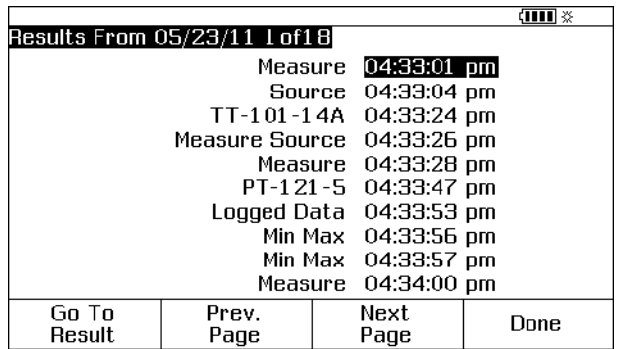 Results From 05/23/11 1 of 18
Measure 04:33:01 pm
Source 04:33:04 pm
TT-101-14A 04:33:24 pm
Measure Source 04:33:26 pm
Measure 04:33:28 pm
PT-121-5 04:33:47 pm
Logged Data 04:33:53 pm
Min Max 04:33:56 pm
Min Max 04:33:57 pm
Measure 04:34:00 pm
Go To Result
Prev. Page
Next Page
Done